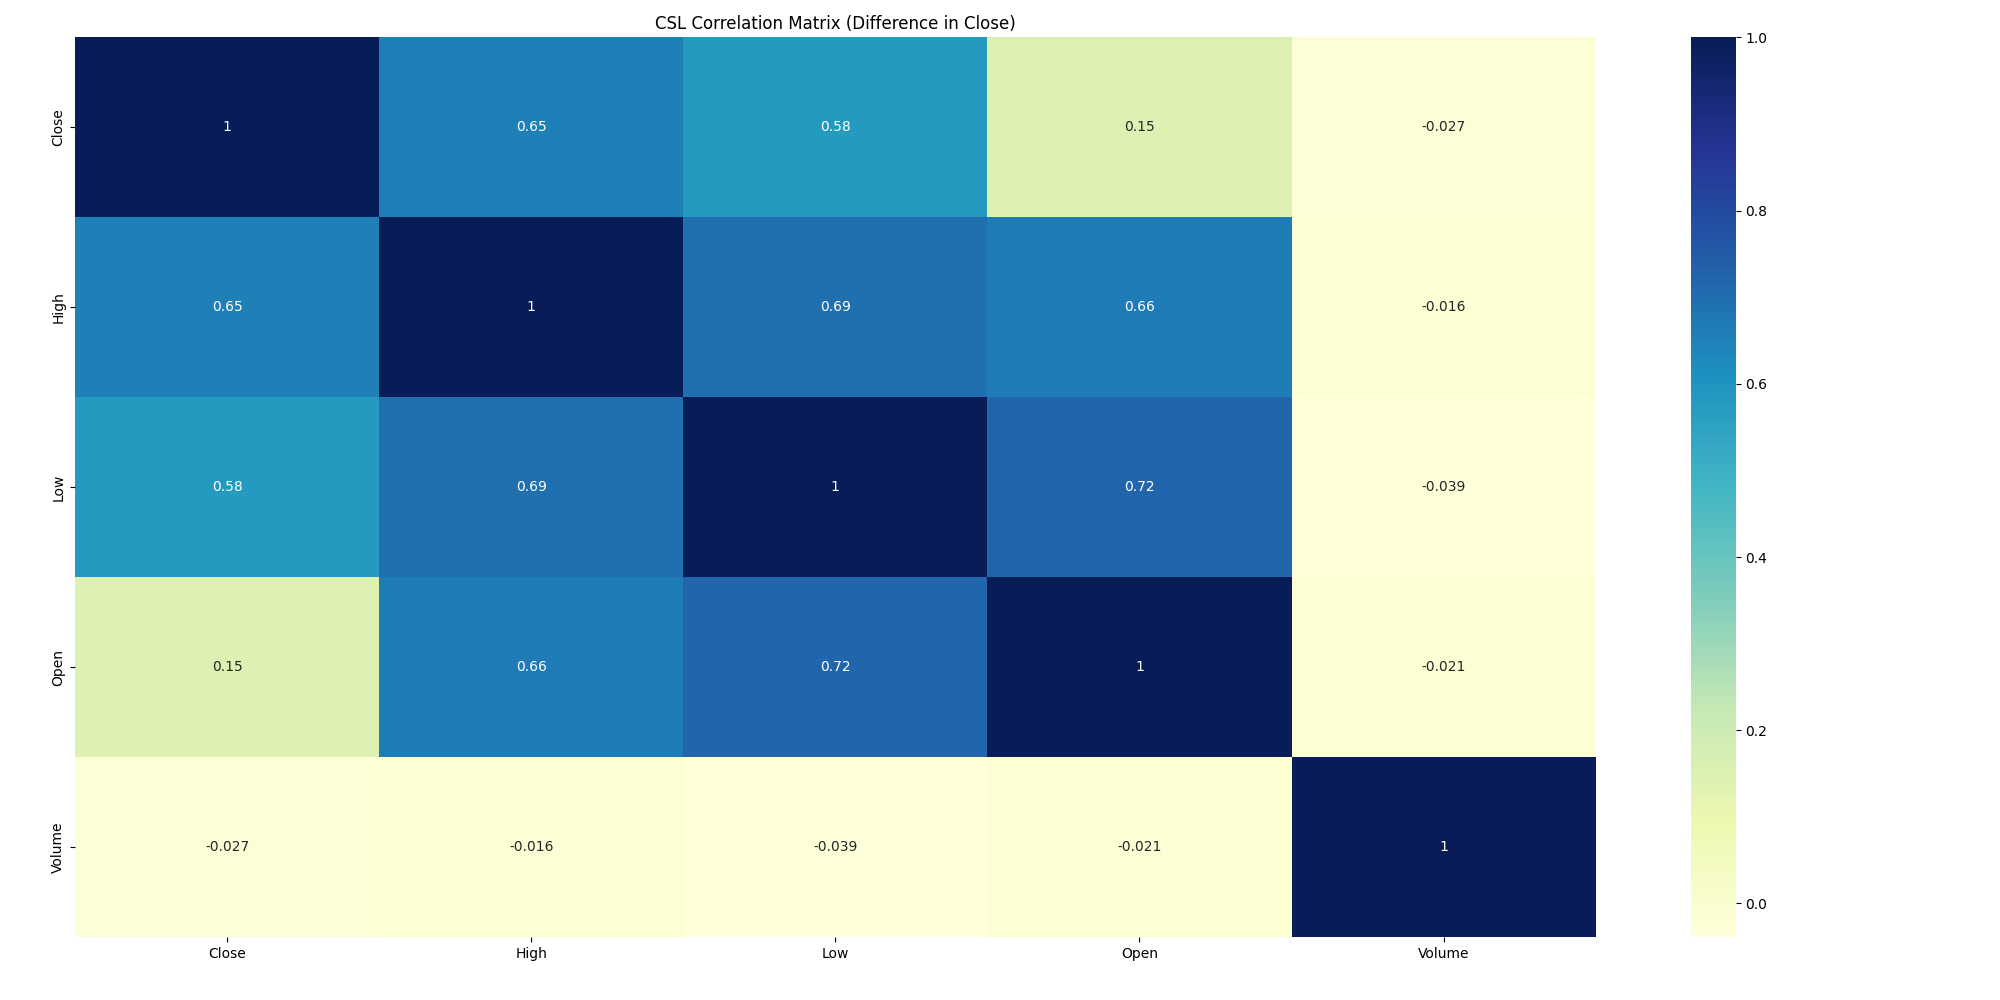 CSL Correlation Matrix (Difference in Close)
Close 1 0.65 0.58 0.15 -0.027
High 0.65 1 0.69 0.66 -0.016
Low 0.58 0.69 1 0.72 -0.039
Open 0.15 0.66 0.72 1 -0.021
Volume -0.027 -0.016 -0.039 -0.021 1
Close High Low Open Volume
1.0
0.8
0.6
0.4
0.2
0.0